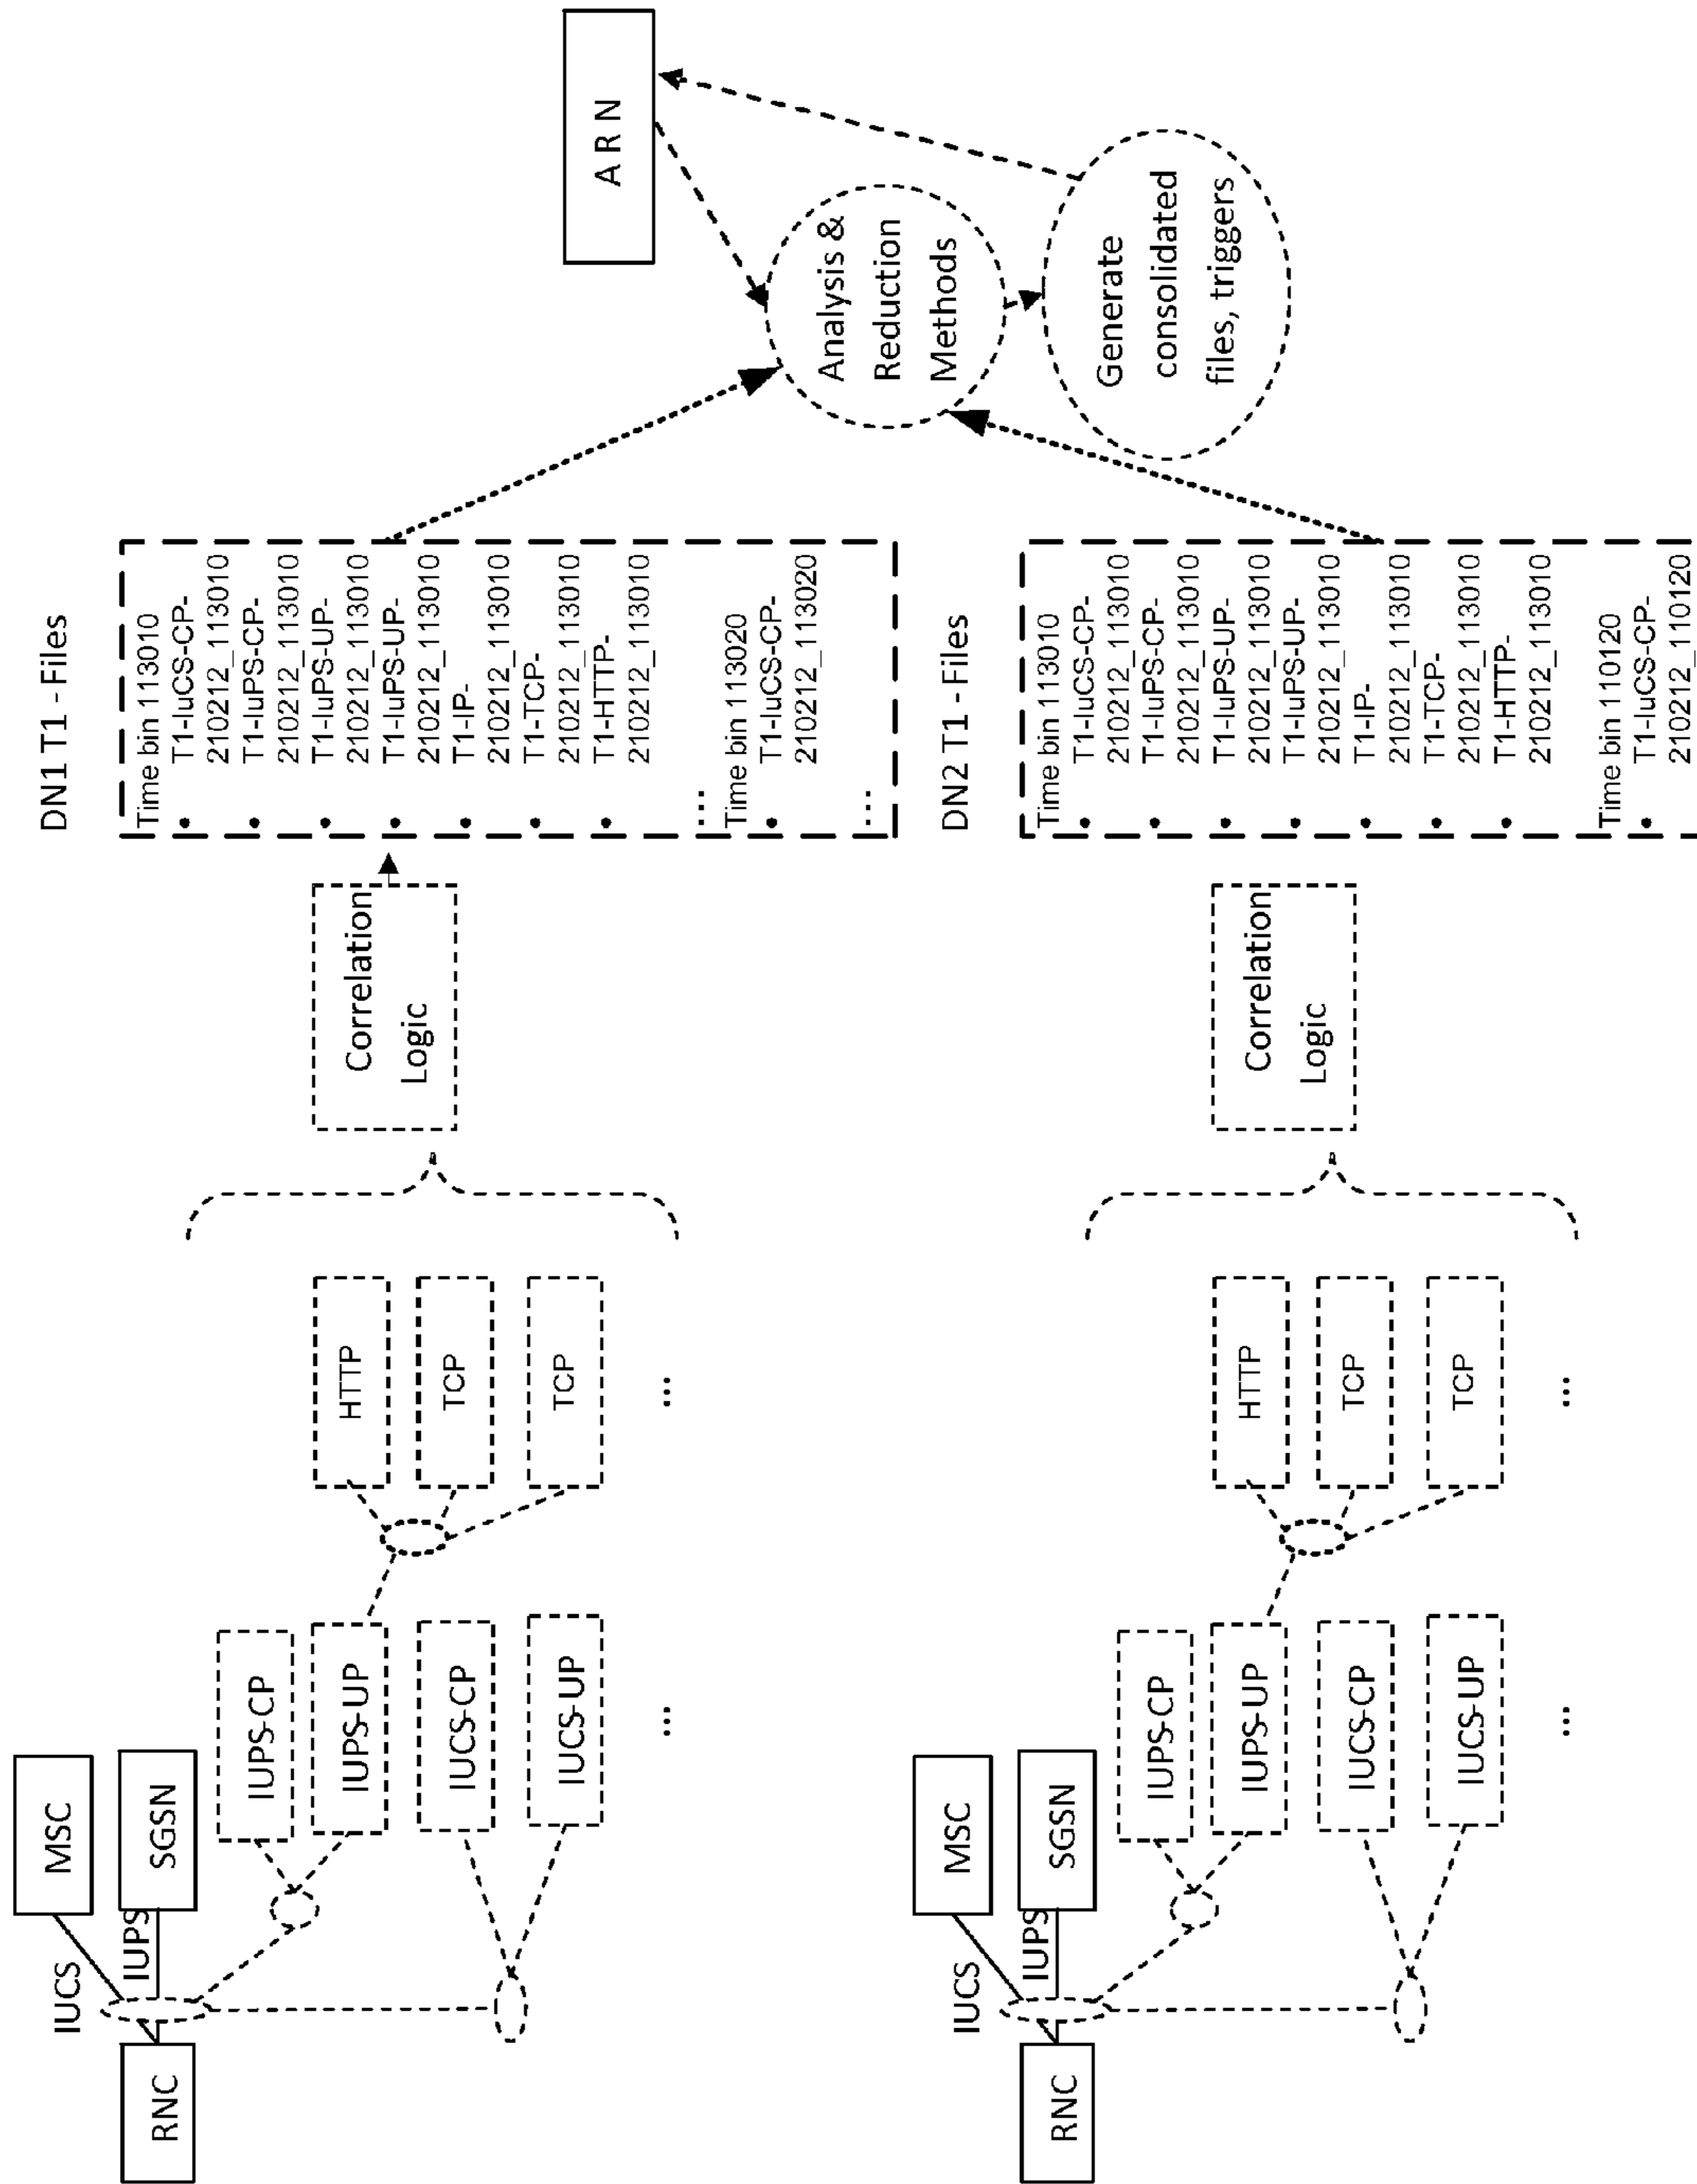 IUCS
MSC
RNC
IUPS
SGSN
IUPS-CP
IUPS-UP
IUCS-CP
IUCS-UP
...
HTTP
TCP
TCP
...
Correlation
Logic
DN1 T1 - Files
Time bin 113010
• T1-IuCS-CP-
210212_113010
• T1-IuPS-CP-
210212_113010
• T1-IuPS-UP-
210212_113010
• T1-IuPS-UP-
210212_113010
• T1-IP-
210212_113010
• T1-TCP-
210212_113010
• T1-HTTP-
210212_113010
...
Time bin 113020
• T1-IuCS-CP-
210212_113020
...
IUCS
MSC
RNC
IUPS
SGSN
IUPS-CP
IUPS-UP
IUCS-CP
IUCS-UP
...
HTTP
TCP
TCP
...
Correlation
Logic
DN2 T1 - Files
Time bin 113010
• T1-IuCS-CP-
210212_113010
• T1-IuPS-CP-
210212_113010
• T1-IuPS-UP-
210212_113010
• T1-IuPS-UP-
210212_113010
• T1-IP-
210212_113010
• T1-TCP-
210212_113010
• T1-HTTP-
210212_113010
Time bin 110120
• T1-IuCS-CP-
210212_110120
A R N
Analysis &
Reduction
Methods
Generate
consolidated
files, triggers